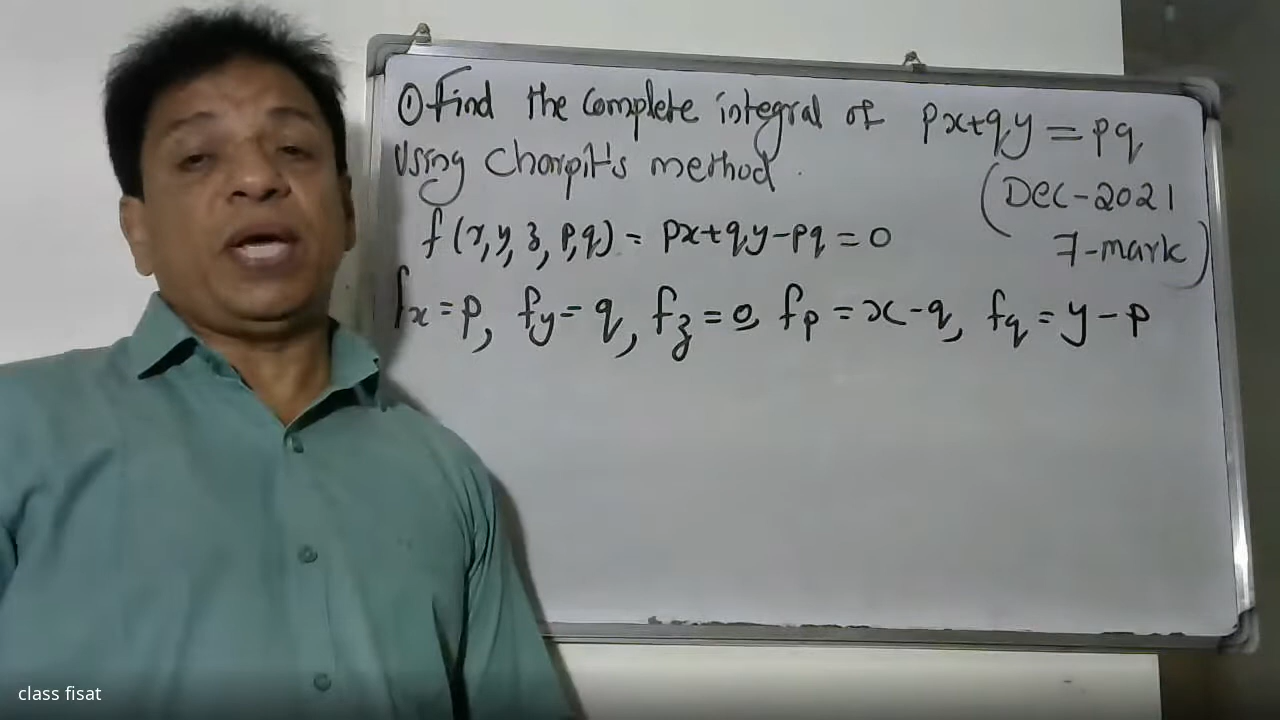 ① Find the complete integral of px+qy=pq
using Charpit's method.
(Dec-2021
7-mark)
f(x,y,z,p,q) = px+qy-pq=0
fx=p, fy=q, fz=0, fp=x-q, fq=y-p
class fisat